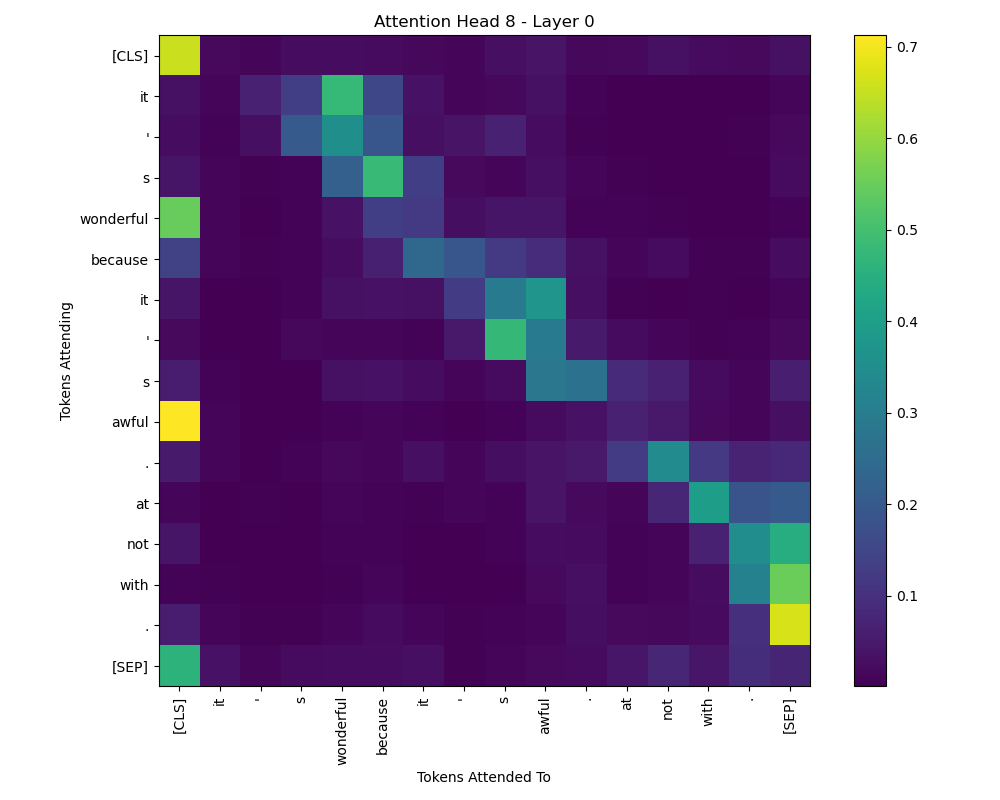 Attention Head 8 - Layer 0
[CLS]
it
'
s
wonderful
because
it
'
s
awful
.
at
not
with
.
[SEP]
Tokens Attending
[CLS]
it
'
s
wonderful
because
it
'
s
awful
.
at
not
with
.
[SEP]
Tokens Attended To
0.7
0.6
0.5
0.4
0.3
0.2
0.1